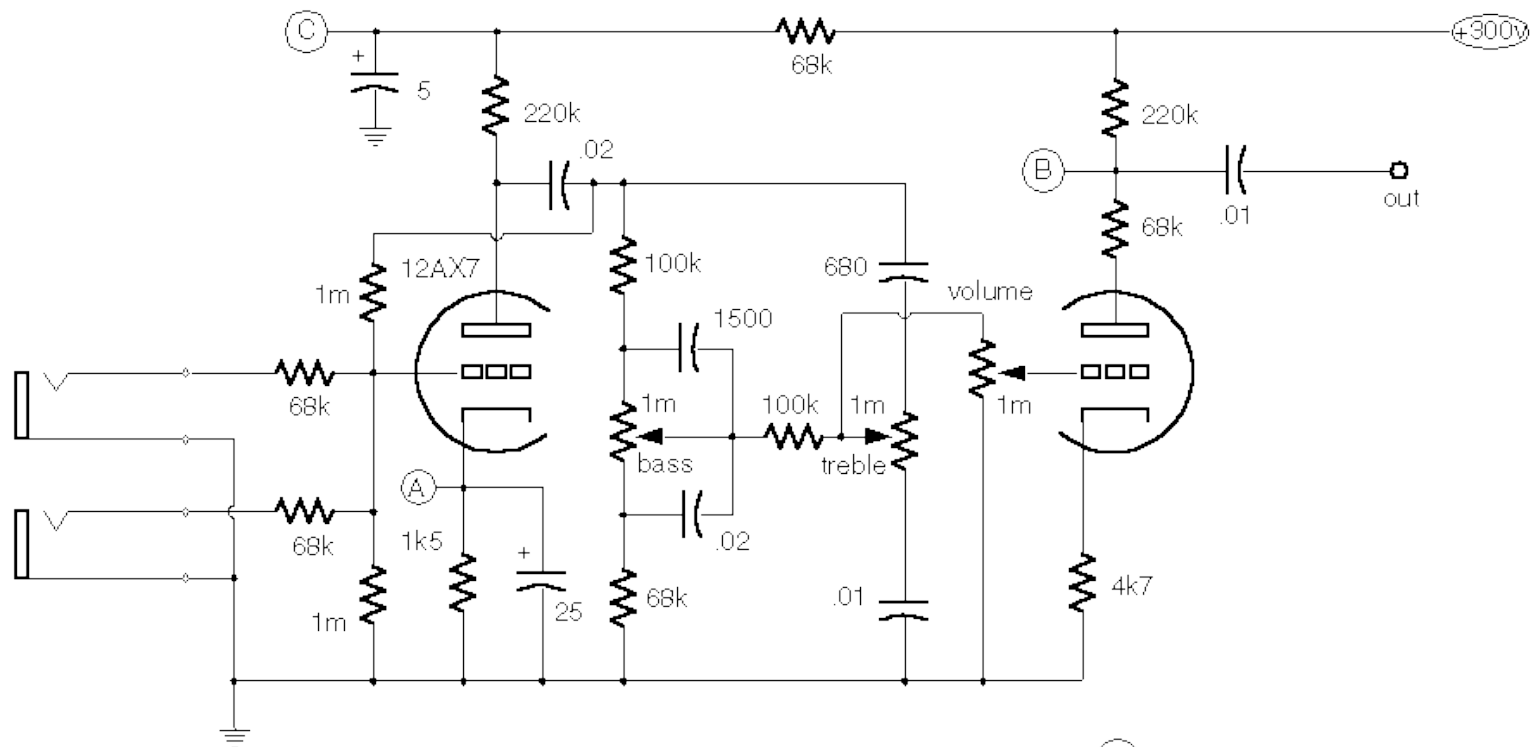 C
68k
+300v
+
5
220k
220k
.02
B
.01
out
68k
12AX7
1m
100k
680
volume
1500
68k
1m
bass
100k
1m
treble
1m
A
68k
1k5
+
25
.02
68k
.01
4k7
1m